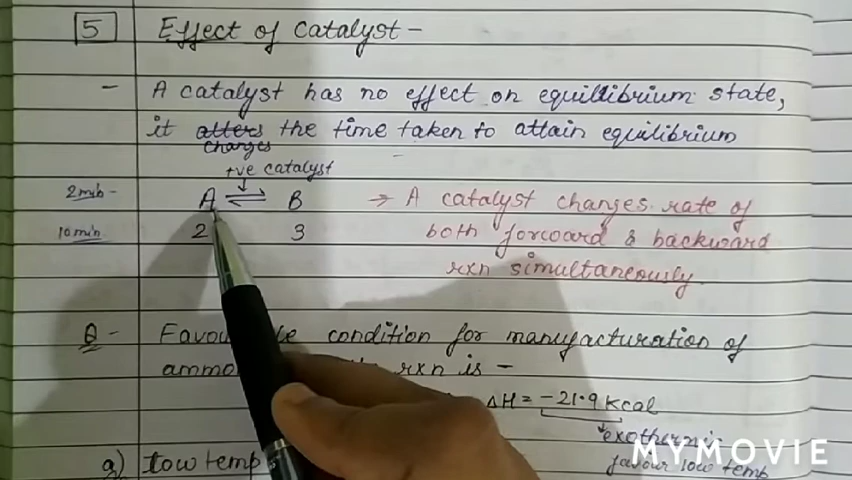 5 Effect of Catalyst -
- A catalyst has no effect on equilibrium state,
it alters the time taken to attain equilibrium
changes
+ve catalyst
2min - A ⇌ B → A catalyst changes rate of
10 min 2 3 both forward & backward
rxn simultaneously.
Q - condition for manufacturation of
rxn is -
ΔH = -21.9 Kcal
exothermic
favour low temp
a) low temp
MYMOVIE